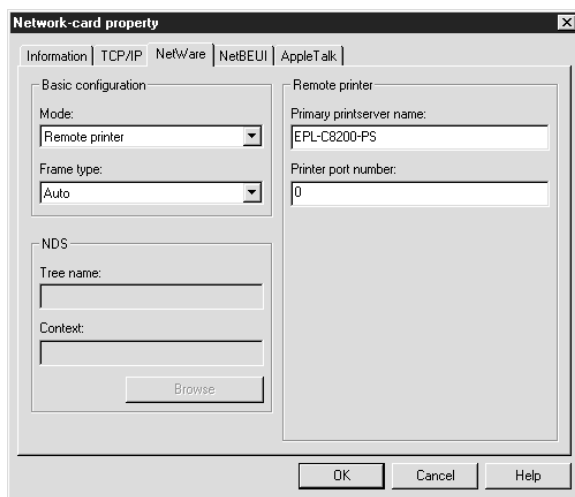 Network-card property
Information TCP/IP NetWare NetBEUI AppleTalk
Basic configuration
Mode:
Remote printer
Frame type:
Auto
NDS
Tree name:
Context:
Browse
Remote printer
Primary printserver name:
EPL-C8200-PS
Printer port number:
0
OK Cancel Help